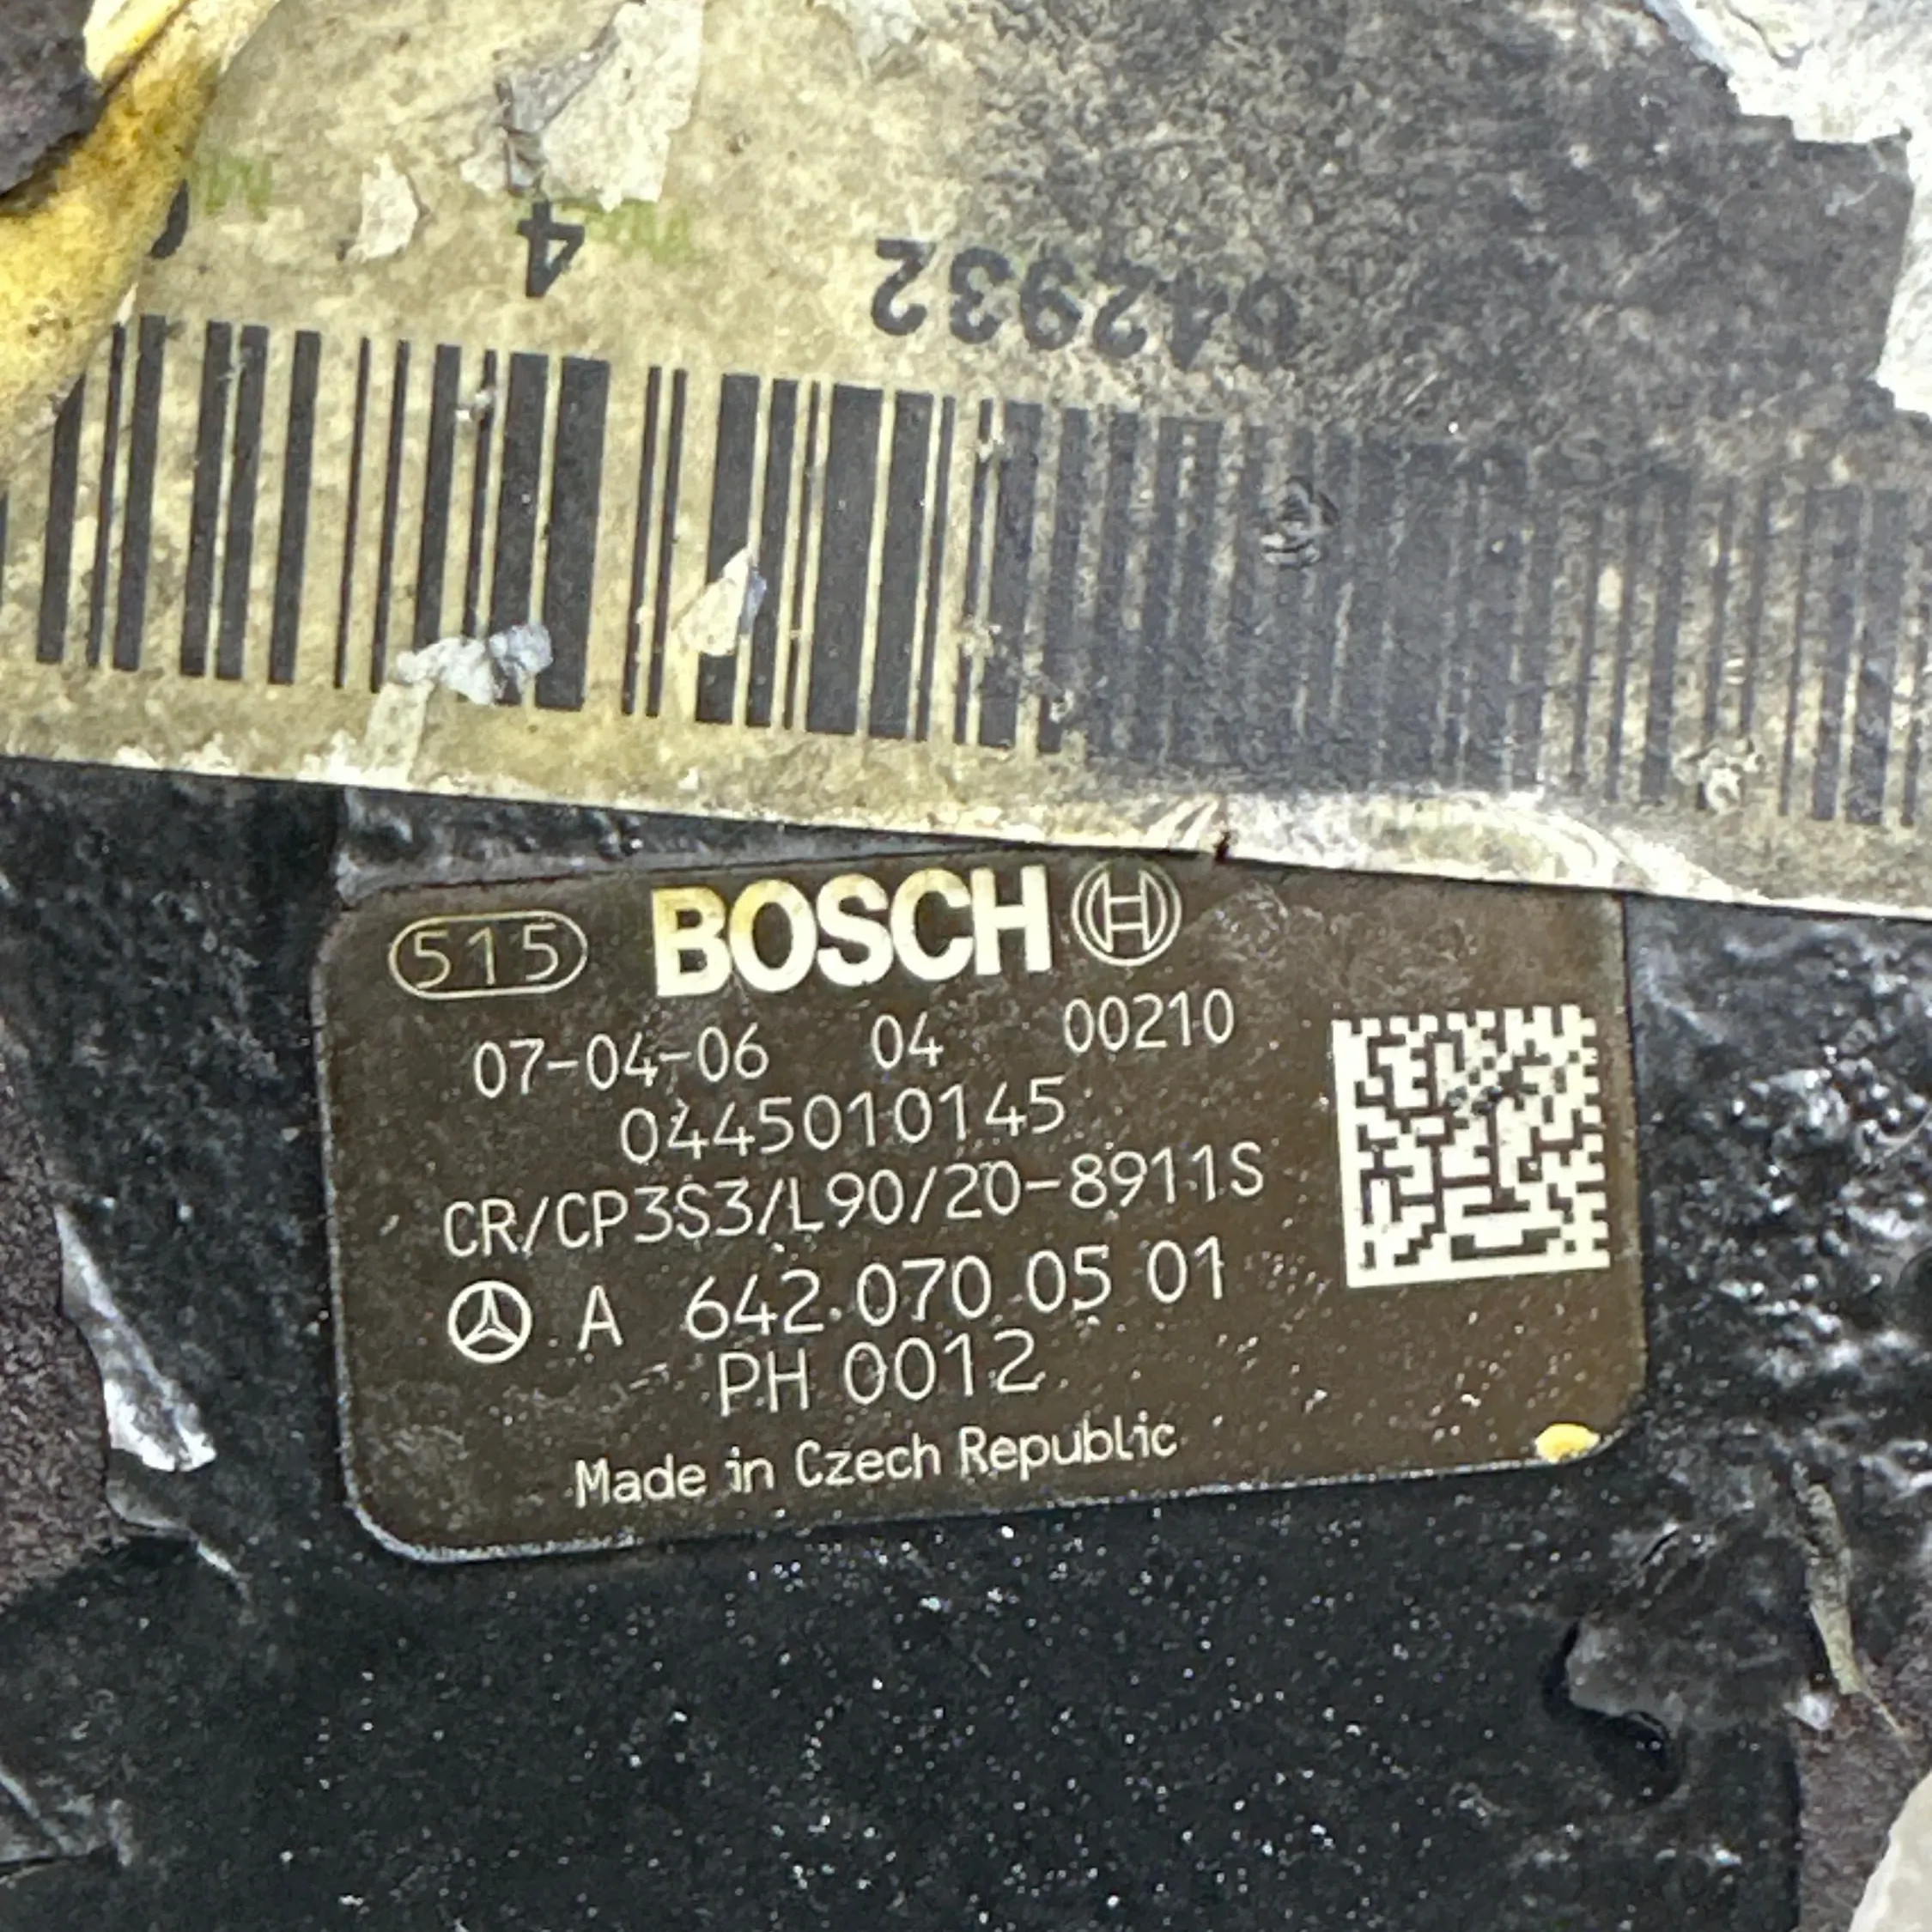 4
642932
515 BOSCH
07-04-06 04 00210
0445010145
CR/CP3S3/L90/20-8911S
A 642 070 05 01
PH 0012
Made in Czech Republic